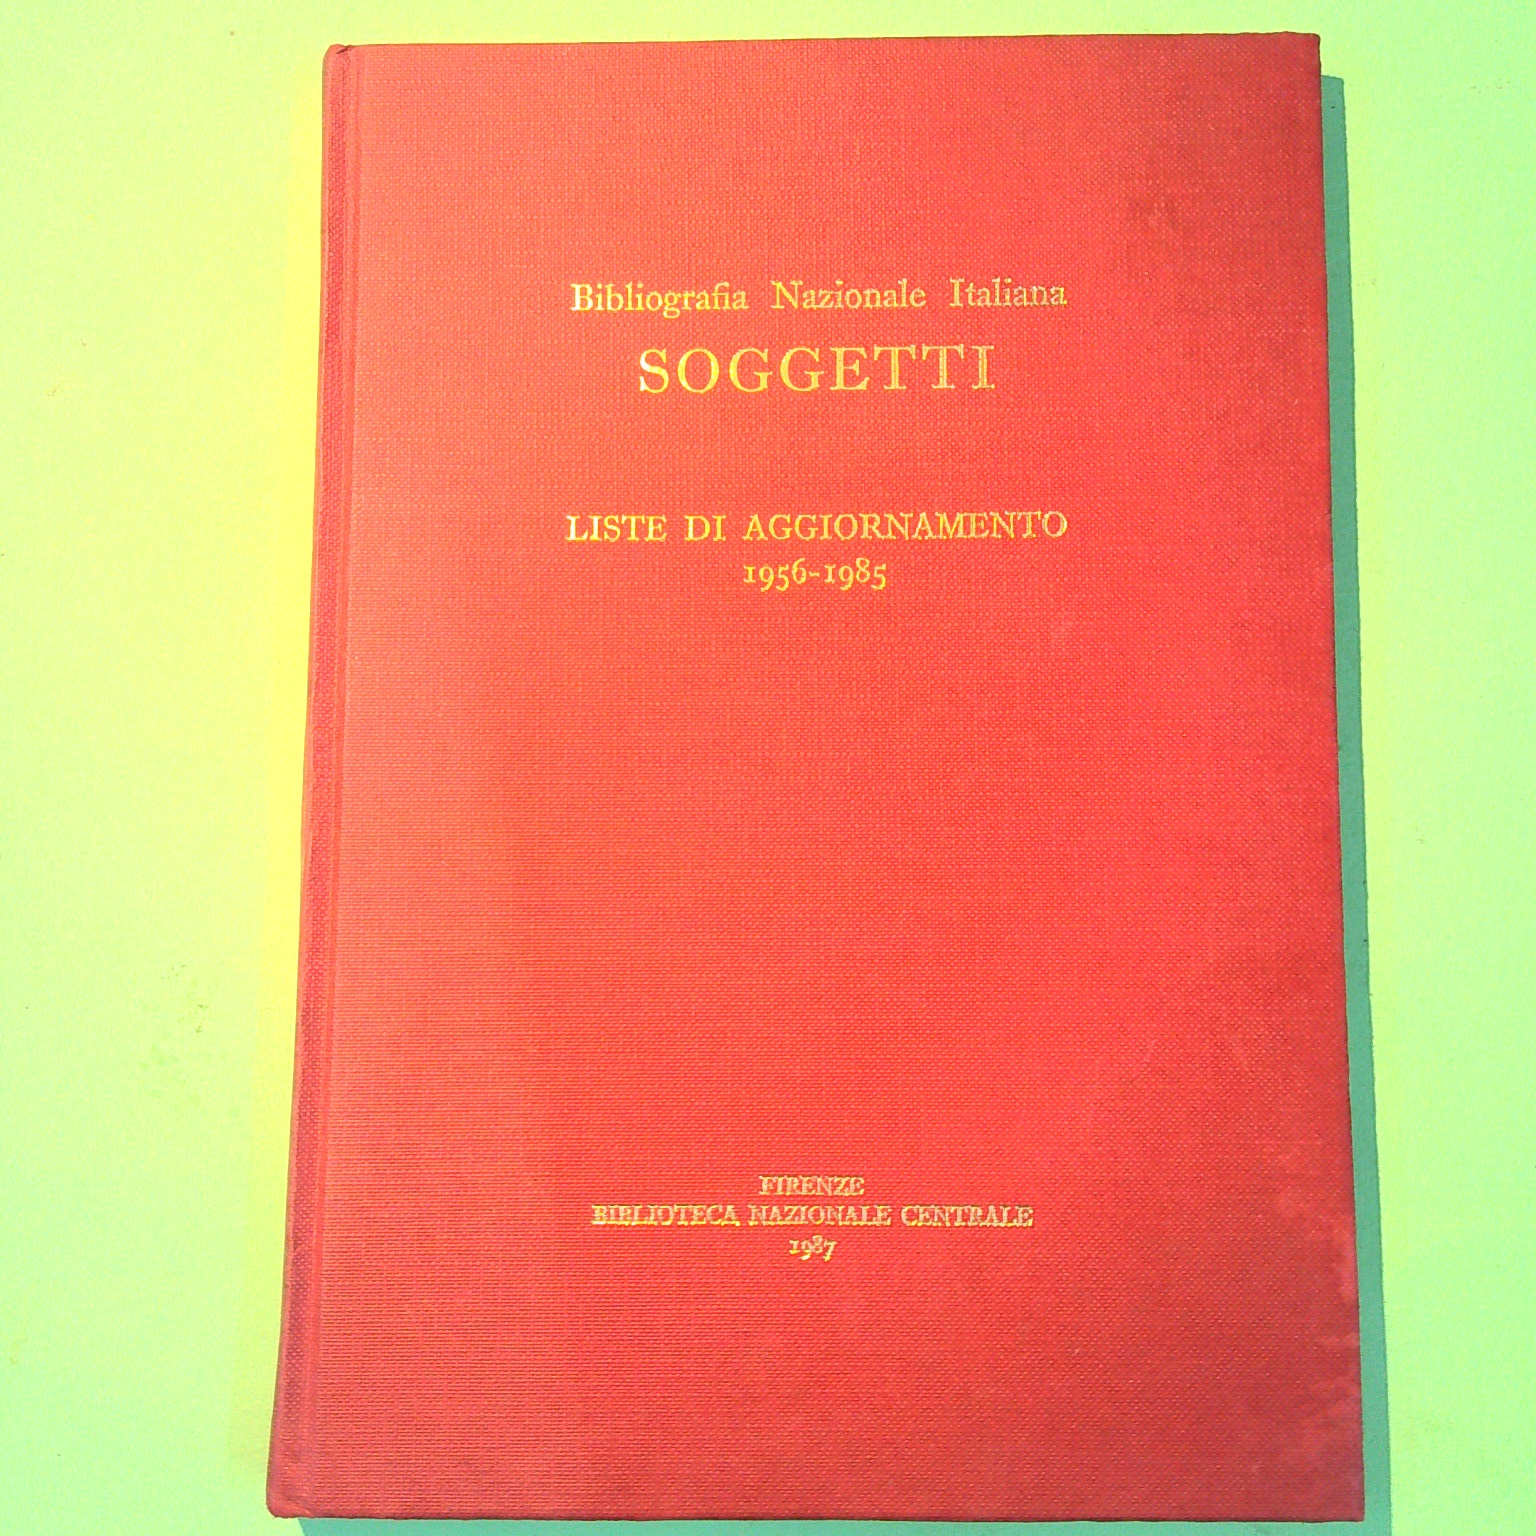 Bibliografia Nazionale Italiana
SOGGETTI
LISTE DI AGGIORNAMENTO
1956-1985
FIRENZE
BIBLIOTECA NAZIONALE CENTRALE
1987